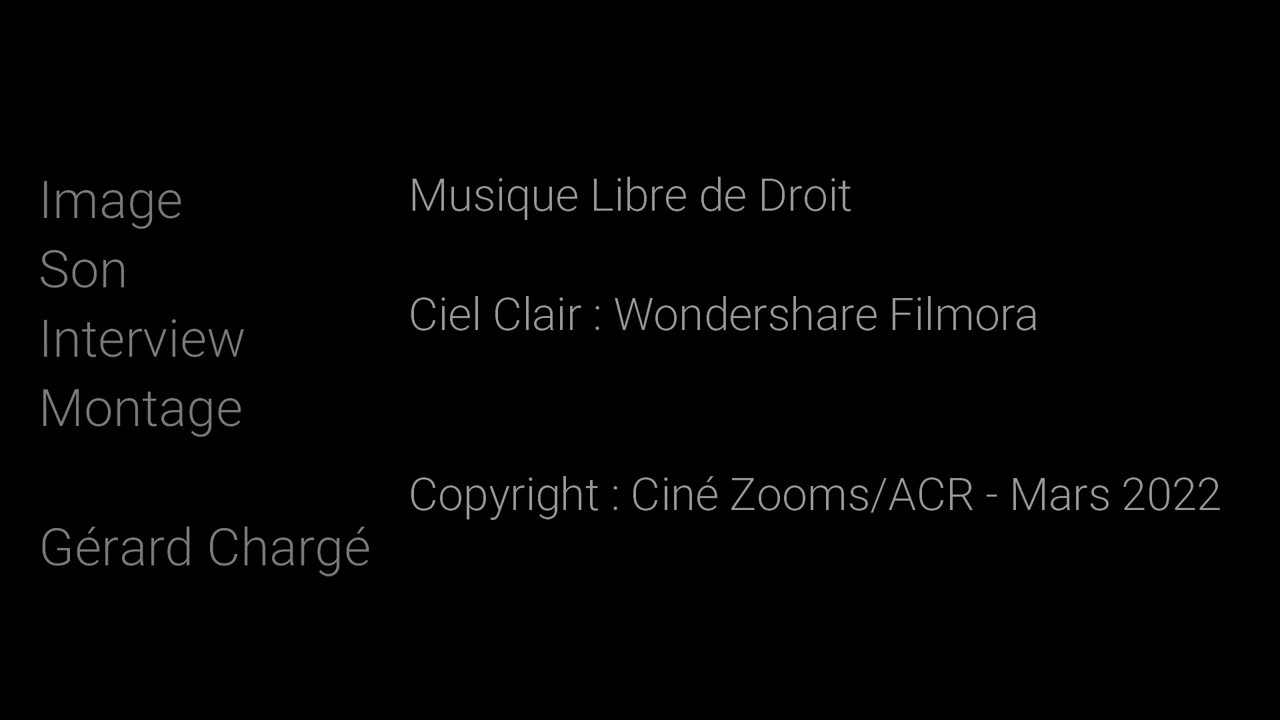 Image
Son
Interview
Montage
Gérard Chargé
Musique Libre de Droit
Ciel Clair : Wondershare Filmora
Copyright : Ciné Zooms/ACR - Mars 2022